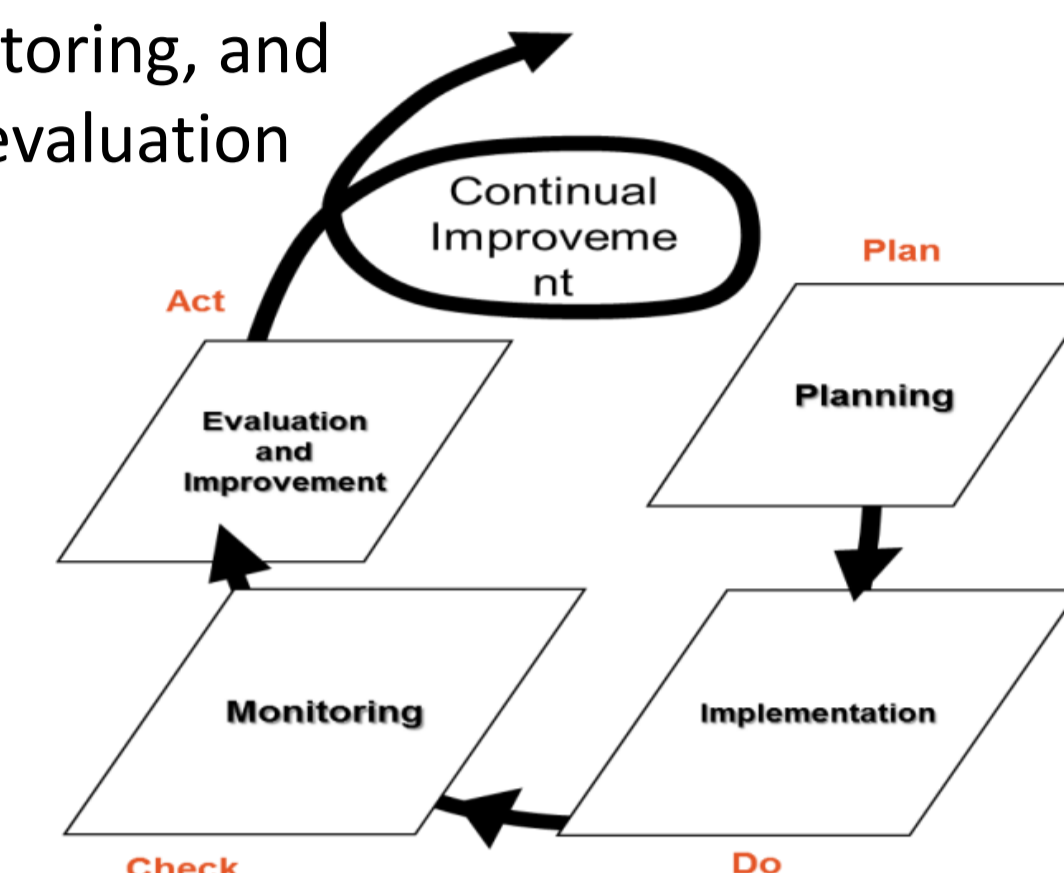 toring, and
evaluation
Continual
Improveme
nt
Plan
Act
Planning
Evaluation
and
Improvement
Monitoring
Implementation
Check
Do